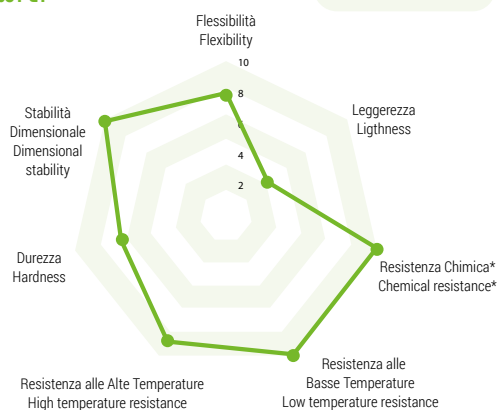 Flessibilità
Flexibility
10
8
6
4
2
Leggerezza
Ligthness
Stabilità
Dimensionale
Dimensional
stability
Durezza
Hardness
Resistenza Chimica*
Chemical resistance*
Resistenza alle
Basse Temperature
Low temperature resistance
Resistenza alle Alte Temperature
High temperature resistance